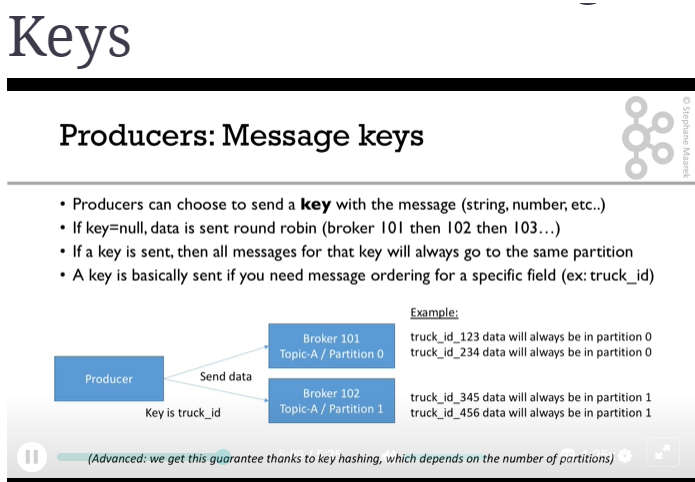 Keys
Producers: Message keys
© Stephane Maarek
• Producers can choose to send a key with the message (string, number, etc..)
• If key=null, data is sent round robin (broker 101 then 102 then 103...)
• If a key is sent, then all messages for that key will always go to the same partition
• A key is basically sent if you need message ordering for a specific field (ex: truck_id)
Producer
Send data
Key is truck_id
Broker 101
Topic-A / Partition 0
Broker 102
Topic-A / Partition 1
Example:
truck_id_123 data will always be in partition 0
truck_id_234 data will always be in partition 0
truck_id_345 data will always be in partition 1
truck_id_456 data will always be in partition 1
(Advanced: we get this guarantee thanks to key hashing, which depends on the number of partitions)